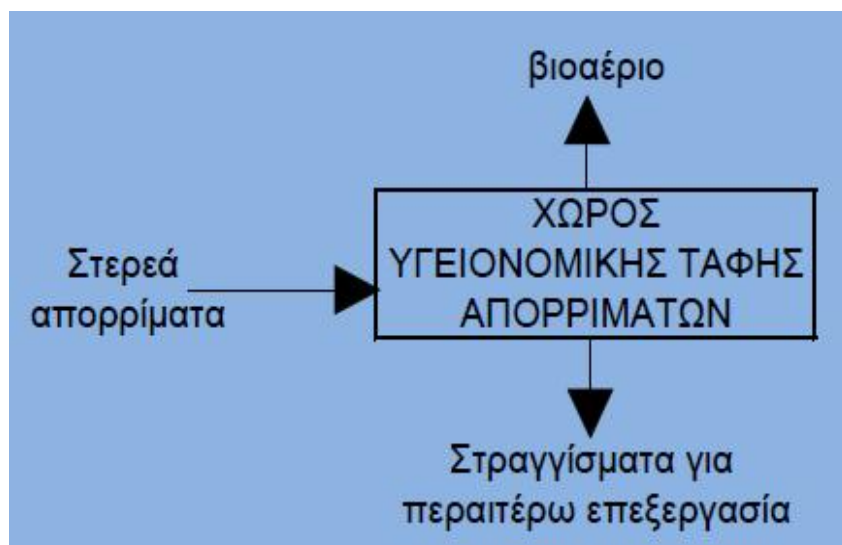 βιοαέριο
ΧΩΡΟΣ
ΥΓΕΙΟΝΟΜΙΚΗΣ ΤΑΦΗΣ
ΑΠΟΡΡΙΜΑΤΩΝ
Στερεά
απορρίματα
Στραγγίσματα για
περαιτέρω επεξεργασία